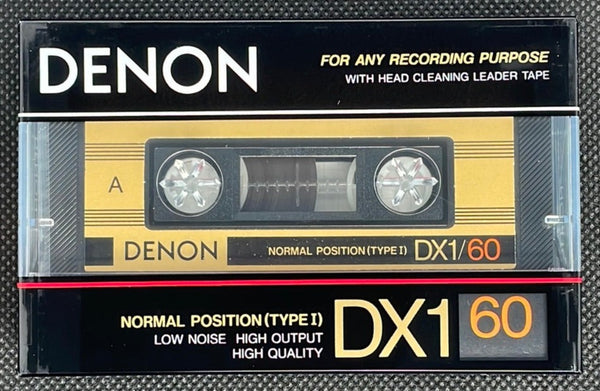 DENON
FOR ANY RECORDING PURPOSE
WITH HEAD CLEANING LEADER TAPE
A
DENON NORMAL POSITION (TYPE I) DX1/60
NORMAL POSITION (TYPE I)
LOW NOISE HIGH OUTPUT
HIGH QUALITY
DX1 60